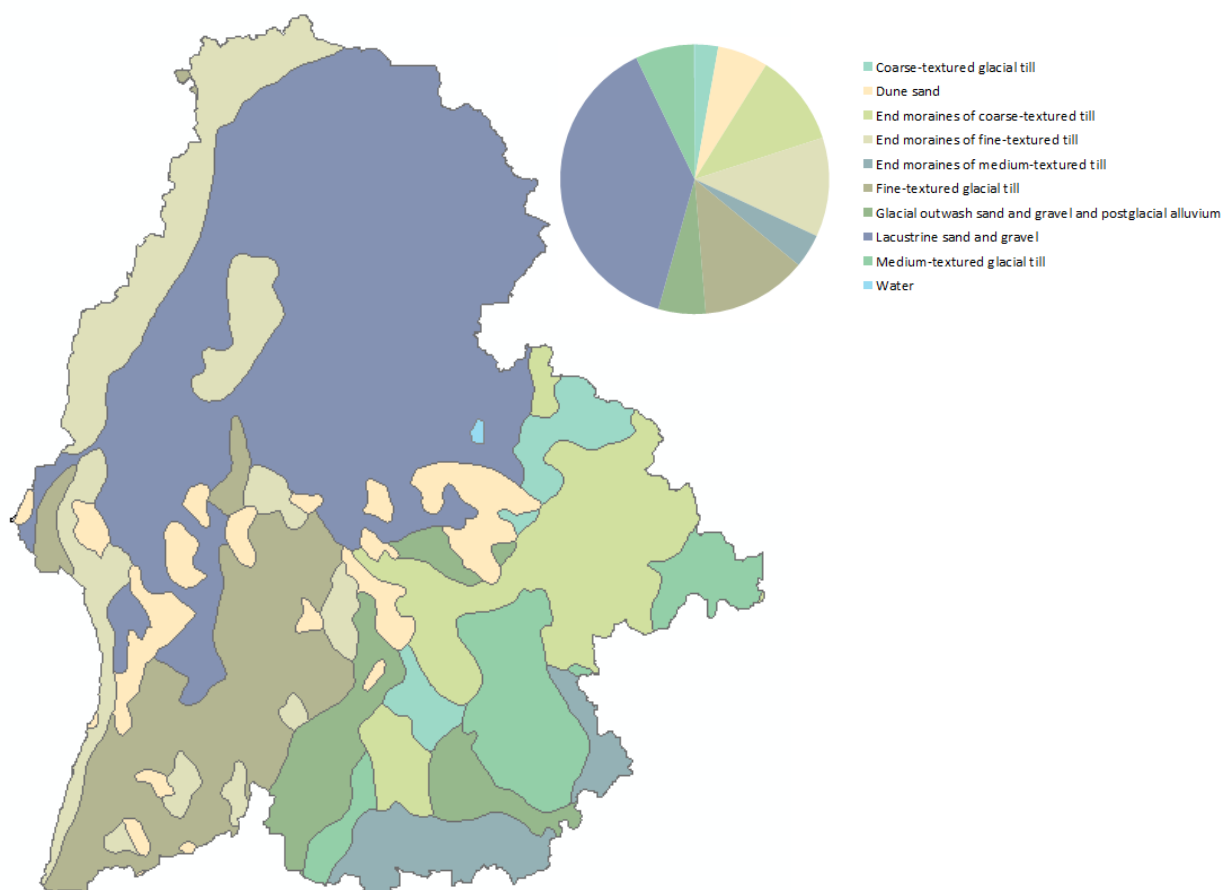 Coarse-textured glacial till
Dune sand
End moraines of coarse-textured till
End moraines of fine-textured till
End moraines of medium-textured till
Fine-textured glacial till
Glacial outwash sand and gravel and postglacial alluvium
Lacustrine sand and gravel
Medium-textured glacial till
Water